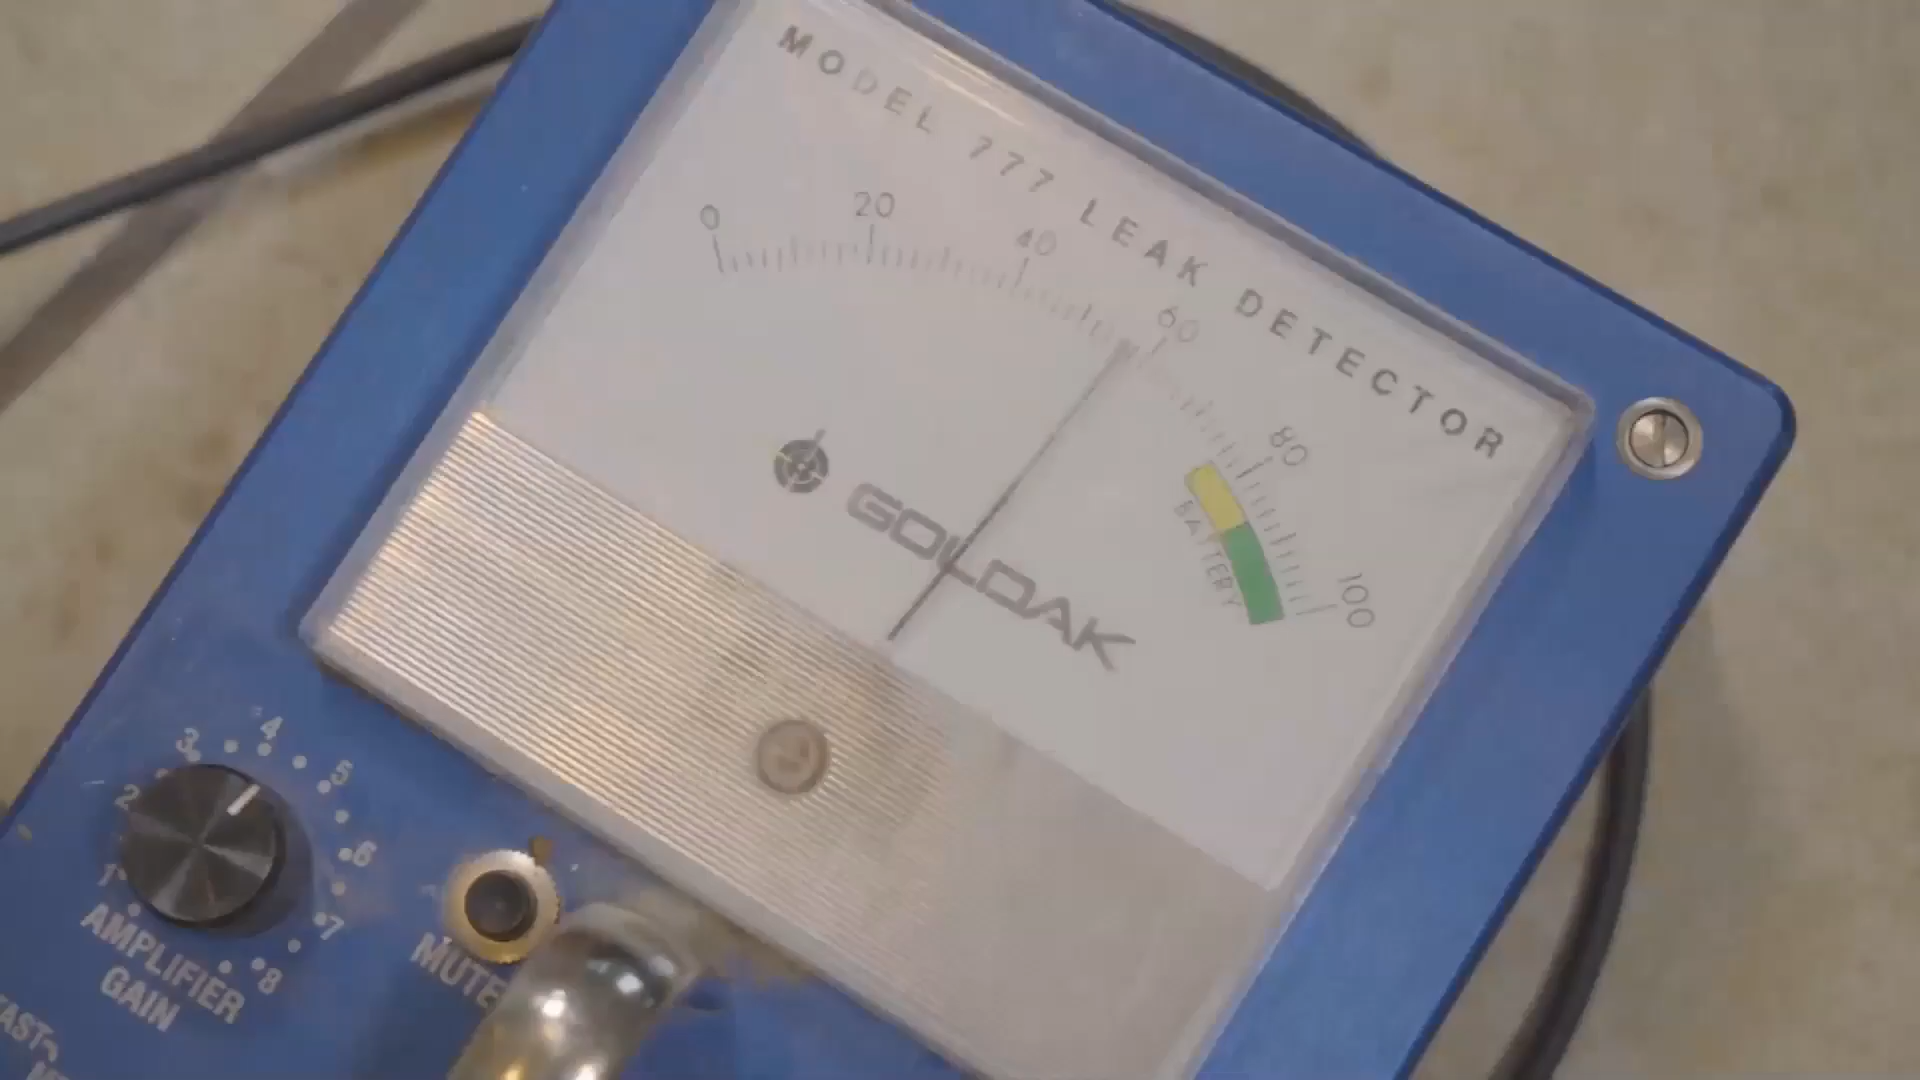 MODEL 777 LEAK DETECTOR
0 20 40 60 80 100
BATTERY
GOLDAK
1 2 3 4 5 6 7 8
AMPLIFIER
GAIN
MUTE
FAST